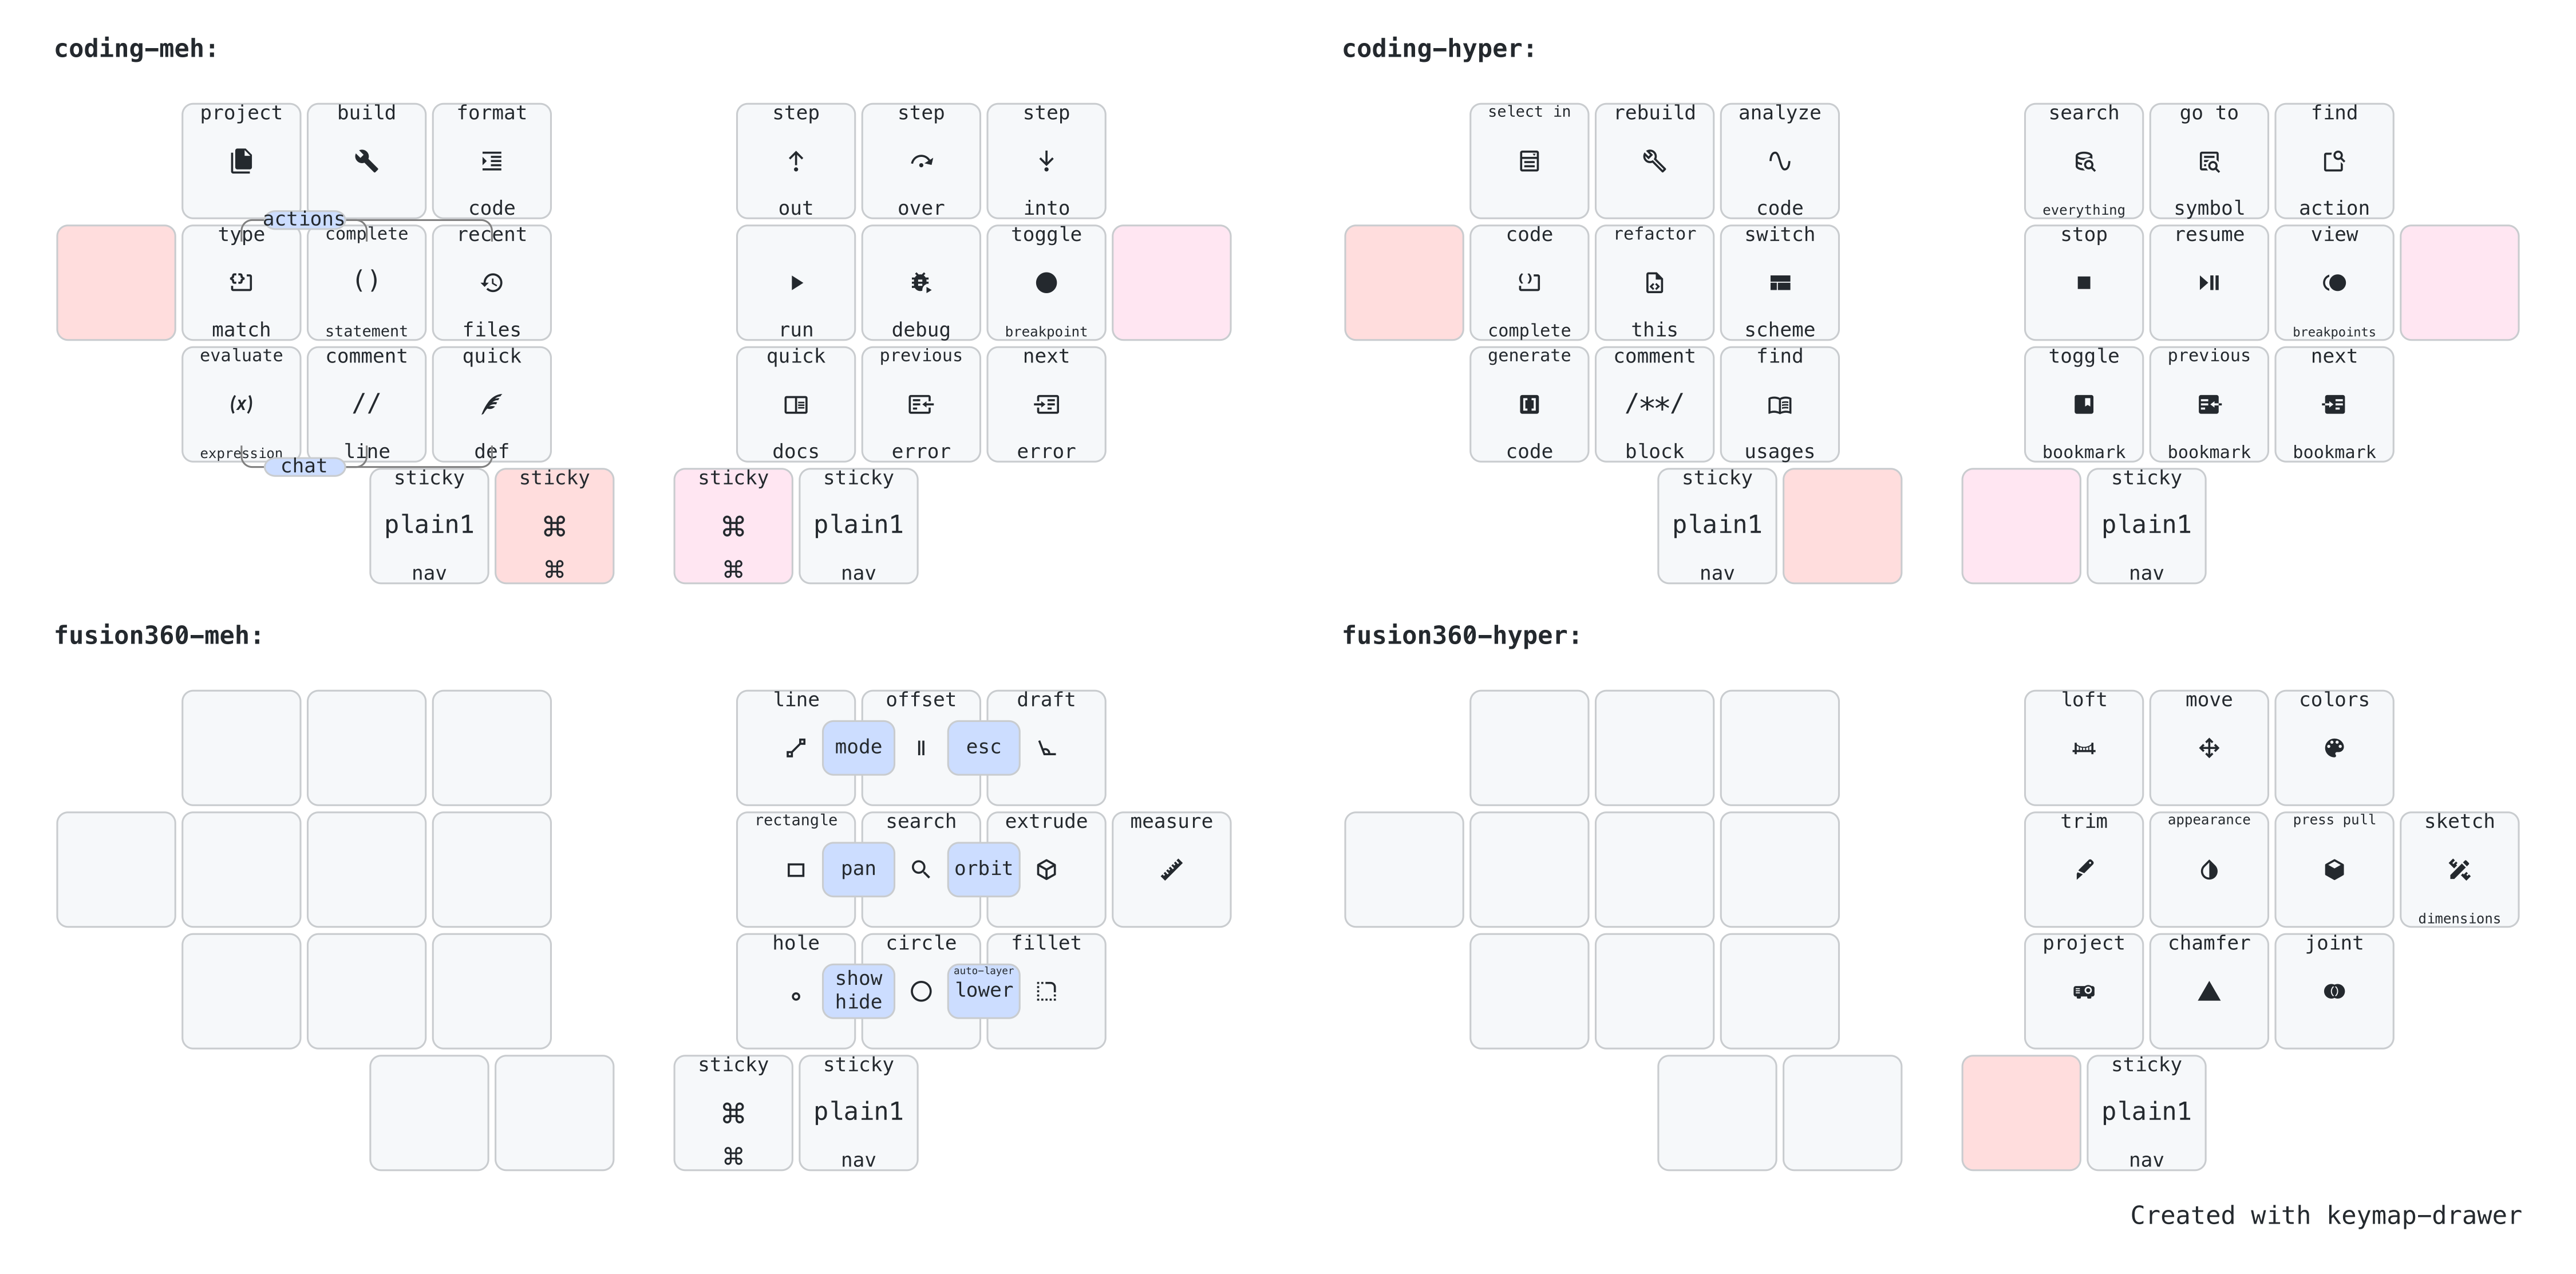 coding-meh:
project
build
format
code
actions
step
out
step
over
step
into
type
match
complete
()
statement
recent
files
run
debug
toggle
breakpoint
evaluate
(x)
expression
comment
//
line
quick
def
chat
quick
docs
previous
error
next
error
sticky
plain1
nav
sticky
⌘
⌘
sticky
⌘
⌘
sticky
plain1
nav
coding-hyper:
select in
rebuild
analyze
code
search
everything
go to
symbol
find
action
code
complete
refactor
this
switch
scheme
stop
resume
view
breakpoints
generate
code
comment
/**/
block
find
usages
toggle
bookmark
previous
bookmark
next
bookmark
sticky
plain1
nav
sticky
plain1
nav
fusion360-meh:
line
mode
offset
esc
draft
rectangle
pan
search
orbit
extrude
measure
hole
show
hide
circle
auto-layer
lower
fillet
sticky
⌘
⌘
sticky
plain1
nav
fusion360-hyper:
loft
move
colors
trim
appearance
press pull
sketch
dimensions
project
chamfer
joint
sticky
plain1
nav
Created with keymap-drawer